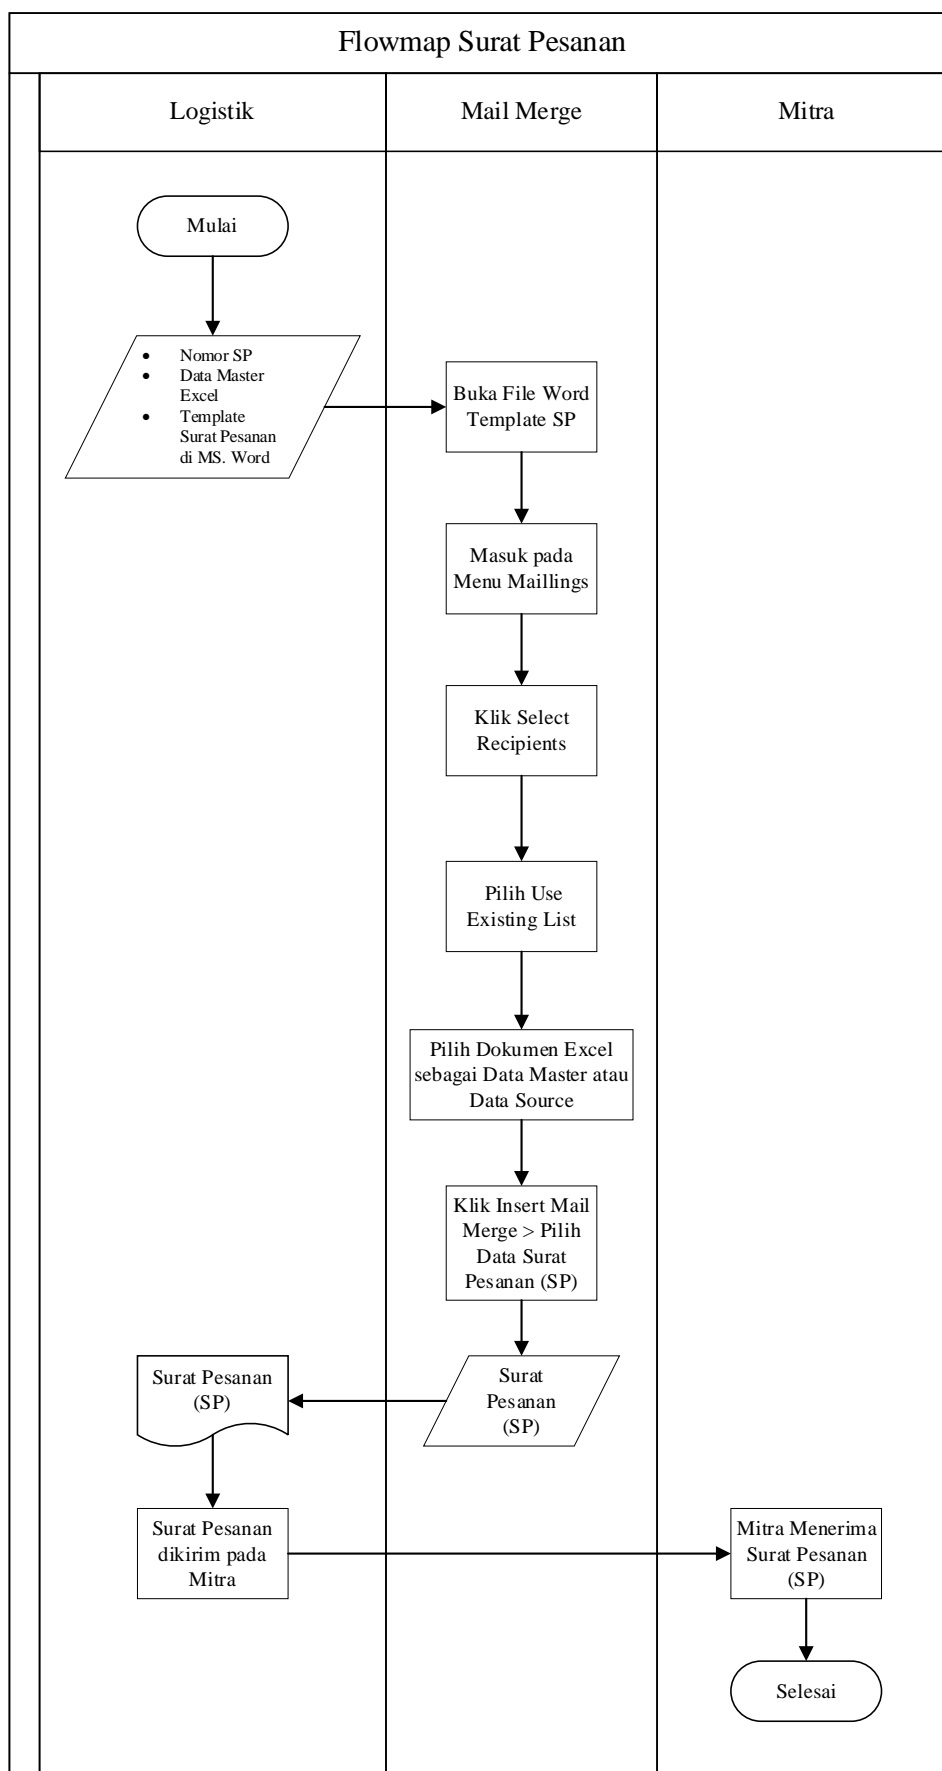 Flowmap Surat Pesanan
Logistik
Mail Merge
Mitra
Mulai
• Nomor SP
• Data Master
Excel
• Template
Surat Pesanan
di MS. Word
Buka File Word
Template SP
Masuk pada
Menu Maillings
Klik Select
Recipients
Pilih Use
Existing List
Pilih Dokumen Excel
sebagai Data Master atau
Data Source
Klik Insert Mail
Merge > Pilih
Data Surat
Pesanan (SP)
Surat
Pesanan
(SP)
Surat Pesanan
(SP)
Surat Pesanan
dikirim pada
Mitra
Mitra Menerima
Surat Pesanan
(SP)
Selesai